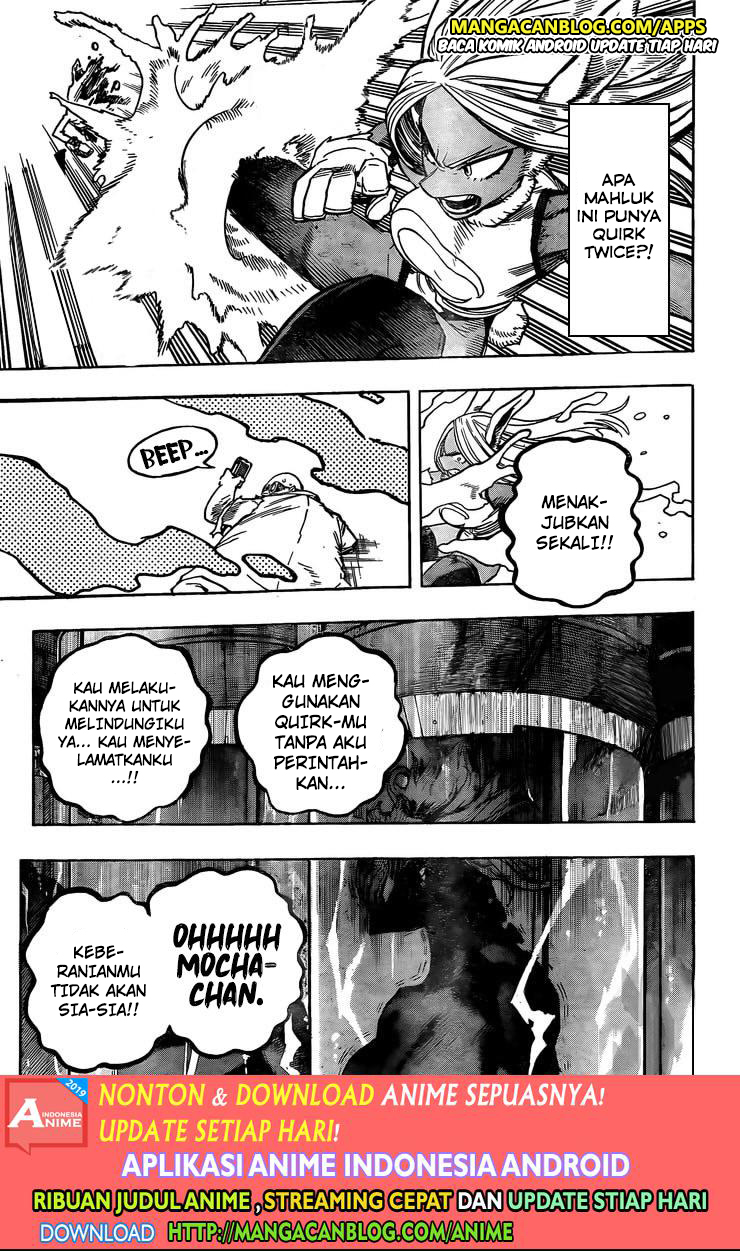 MANGACANBLOG.COM/APPS
BACA KOMIK ANDROID UPDATE TIAP HARI
APA
MAHLUK
INI PUNYA
QUIRK
TWICE?!
BEEP...
MENAK-
JUBKAN
SEKALI!!
KAU MENG-
GUNAKAN
QUIRK-MU
TANPA AKU
PERINTAH-
KAN...
KAU MELAKU-
KANNYA UNTUK
MELINDUNGIKU
YA... KAU MENYE-
LAMATKANKU
...!!
OHHHHH
MOCHA-
CHAN.
KEBE-
RANIANMU
TIDAK AKAN
SIA-SIA!!
2019
INDONESIA
ANIME
NONTON & DOWNLOAD ANIME SEPUASNYA!
UPDATE SETIAP HARI!
APLIKASI ANIME INDONESIA ANDROID
RIBUAN JUDUL ANIME , STREAMING CEPAT DAN UPDATE STIAP HARI
DOWNLOAD HTTP://MANGACANBLOG.COM/ANIME